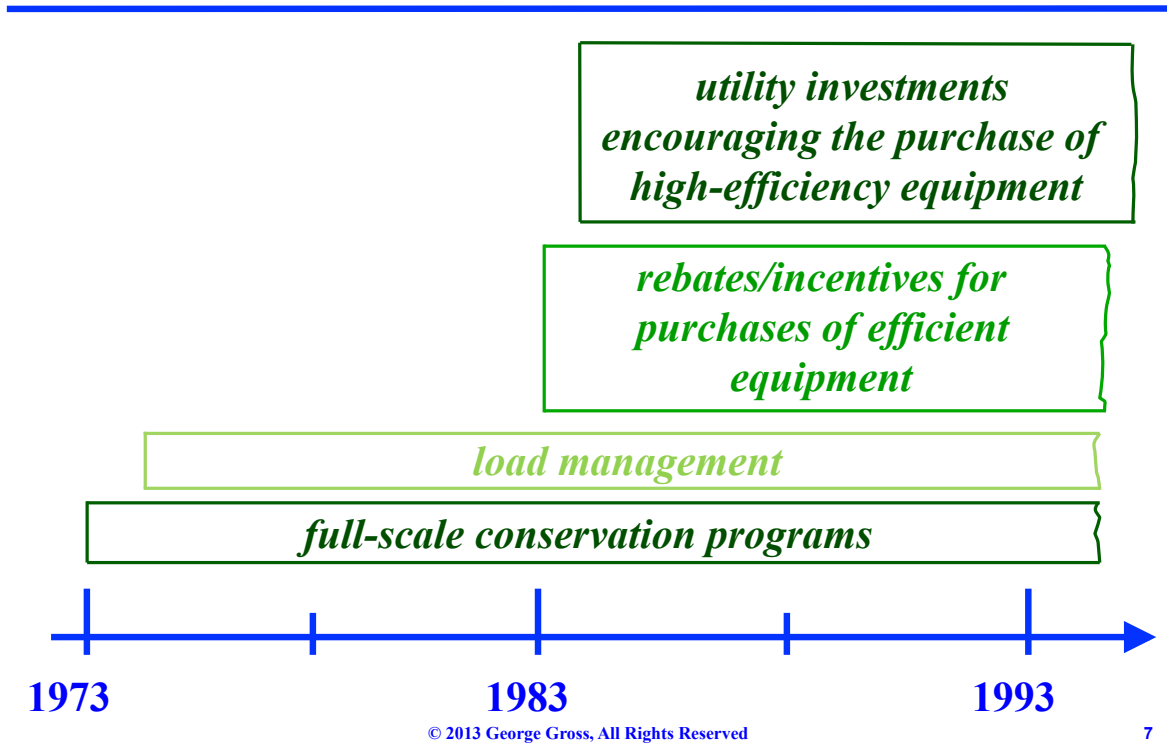 utility investments
encouraging the purchase of
high-efficiency equipment
rebates/incentives for
purchases of efficient
equipment
load management
full-scale conservation programs
1973
1983
1993
© 2013 George Gross, All Rights Reserved
7